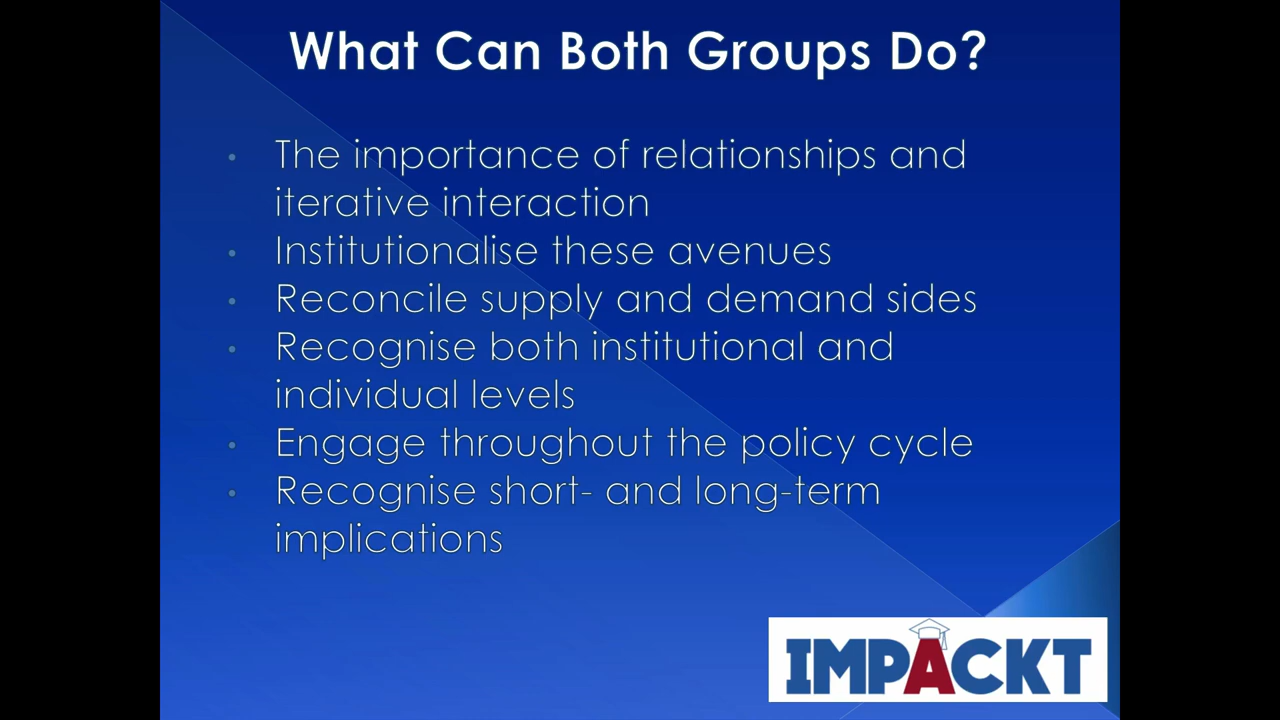 What Can Both Groups Do?
• The importance of relationships and
iterative interaction
• Institutionalise these avenues
• Reconcile supply and demand sides
• Recognise both institutional and
individual levels
• Engage throughout the policy cycle
• Recognise short- and long-term
implications
IMPACKT